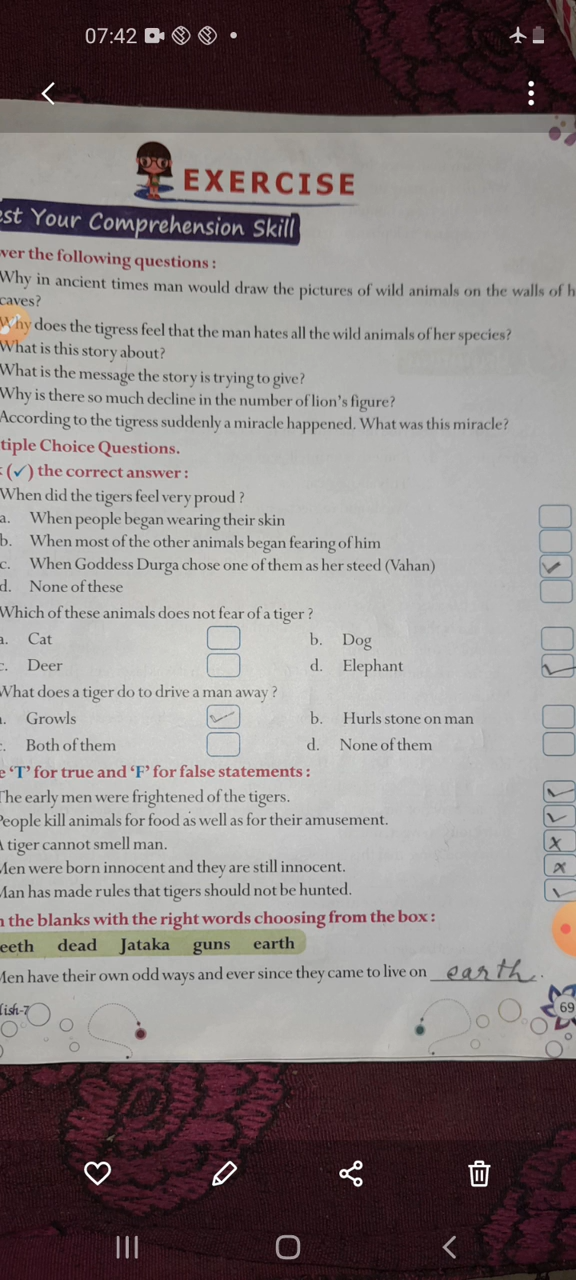 07:42
EXERCISE
est Your Comprehension Skill
ver the following questions :
Why in ancient times man would draw the pictures of wild animals on the walls of h
caves?
Why does the tigress feel that the man hates all the wild animals of her species?
What is this story about?
What is the message the story is trying to give?
Why is there so much decline in the number of lion's figure?
According to the tigress suddenly a miracle happened. What was this miracle?
tiple Choice Questions.
(✓) the correct answer :
When did the tigers feel very proud ?
a. When people began wearing their skin
b. When most of the other animals began fearing of him
c. When Goddess Durga chose one of them as her steed (Vahan) ✓
d. None of these
Which of these animals does not fear of a tiger ?
a. Cat b. Dog
c. Deer d. Elephant ✓
What does a tiger do to drive a man away ?
. Growls ✓ b. Hurls stone on man
. Both of them d. None of them
e 'T' for true and 'F' for false statements :
The early men were frightened of the tigers. ✓
People kill animals for food as well as for their amusement. ✓
A tiger cannot smell man. x
Men were born innocent and they are still innocent. x
Man has made rules that tigers should not be hunted. ✓
n the blanks with the right words choosing from the box :
eeth dead Jataka guns earth
Men have their own odd ways and ever since they came to live on earth .
lish-7
69